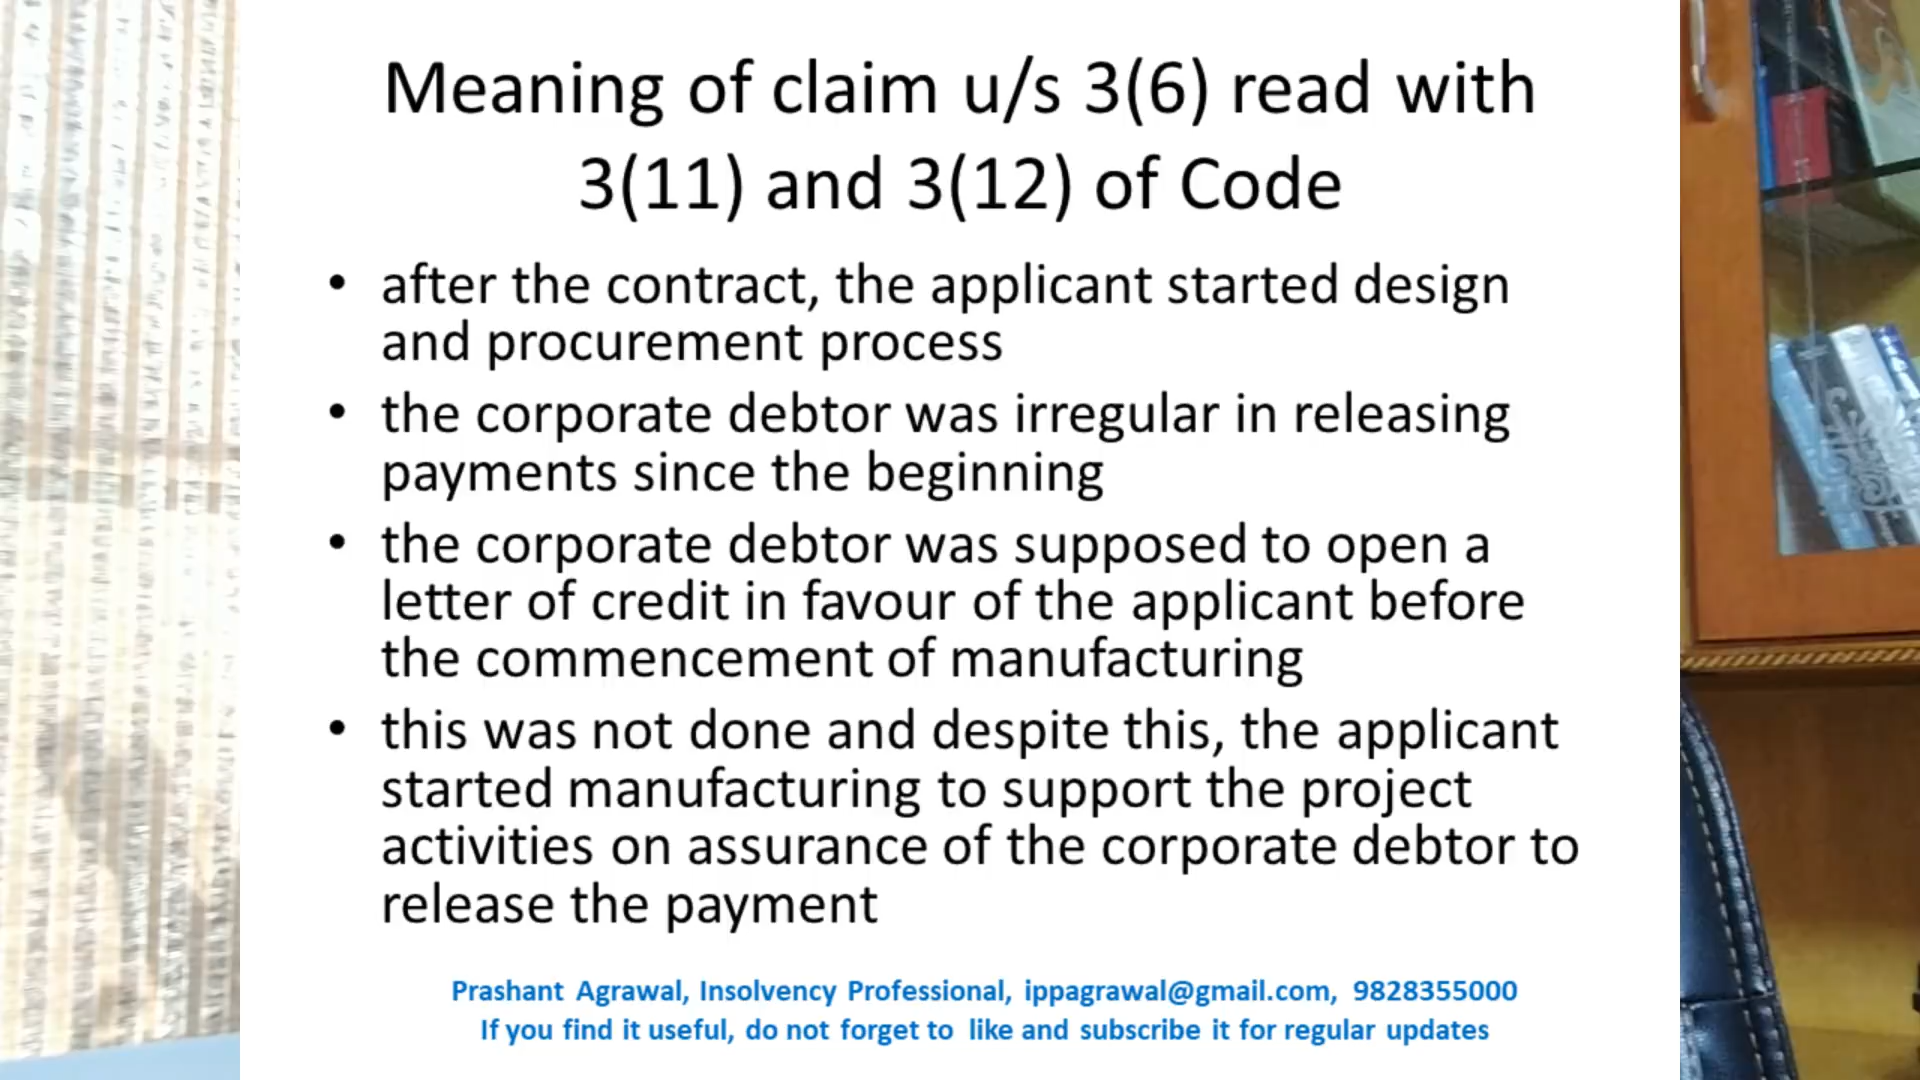 Meaning of claim u/s 3(6) read with
3(11) and 3(12) of Code
• after the contract, the applicant started design
and procurement process
• the corporate debtor was irregular in releasing
payments since the beginning
• the corporate debtor was supposed to open a
letter of credit in favour of the applicant before
the commencement of manufacturing
• this was not done and despite this, the applicant
started manufacturing to support the project
activities on assurance of the corporate debtor to
release the payment
Prashant Agrawal, Insolvency Professional, ippagrawal@gmail.com, 9828355000
If you find it useful, do not forget to like and subscribe it for regular updates